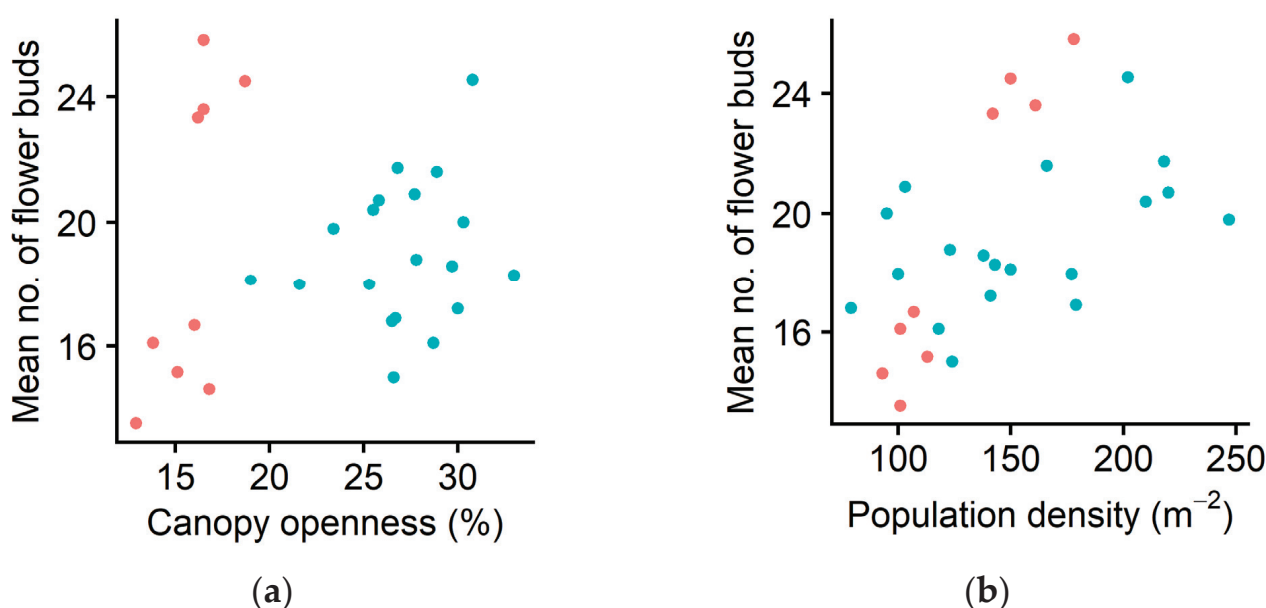 Mean no. of flower buds
24
20
16
15 20 25 30
Canopy openness (%)
(a)
Mean no. of flower buds
24
20
16
100 150 200 250
Population density (m⁻²)
(b)